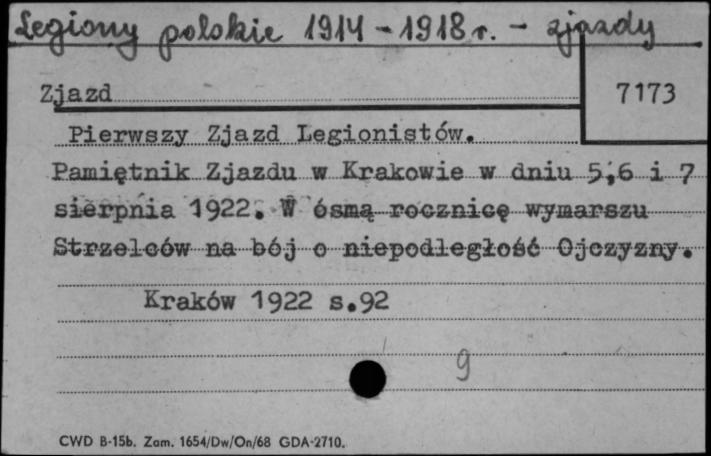 Legiony polskie 1914-1918 r. - zjazdy
Zjazd
7173
Pierwszy Zjazd Legionistów.
Pamiętnik Zjazdu w Krakowie w dniu 5,6 i 7
sierpnia 1922. W ósmą rocznicę wymarszu
Strzelców na bój o niepodległość Ojczyzny.
Kraków 1922 s.92
9
CWD B-15b. Zam. 1654/Dw/On/68 GDA-2710.